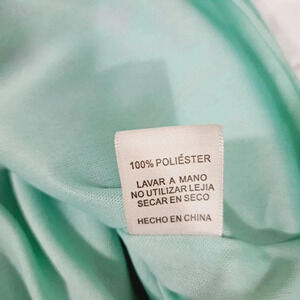 100% POLIÉSTER
LAVAR A MANO
NO UTILIZAR LEJIA
SECAR EN SECO
HECHO EN CHINA